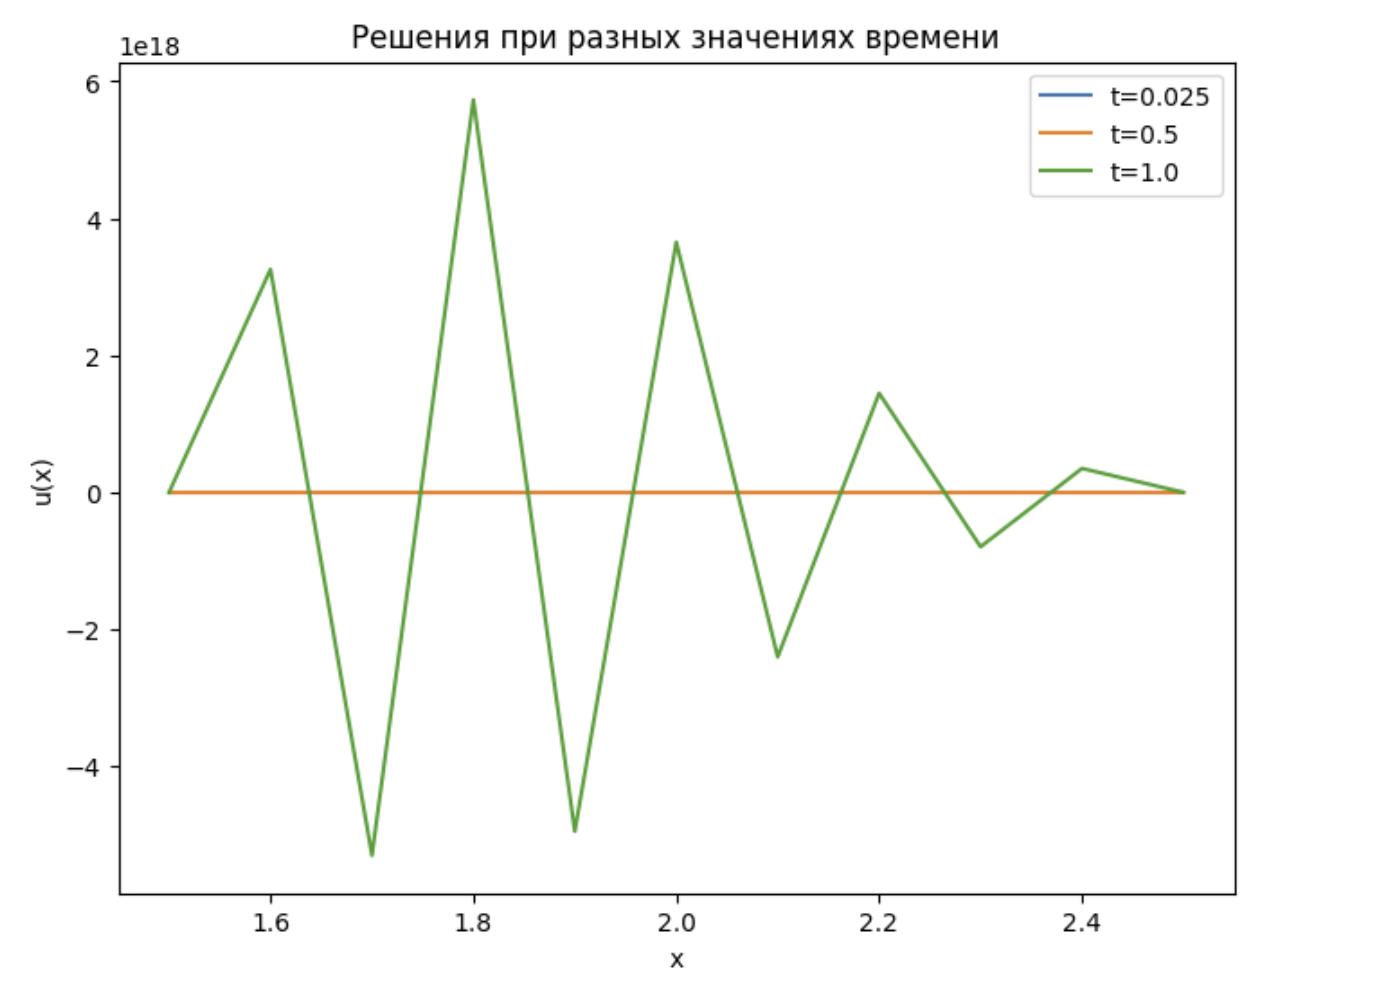 Решения при разных значениях времени
1e18
6
4
2
0
−2
−4
u(x)
t=0.025
t=0.5
t=1.0
1.6 1.8 2.0 2.2 2.4
x